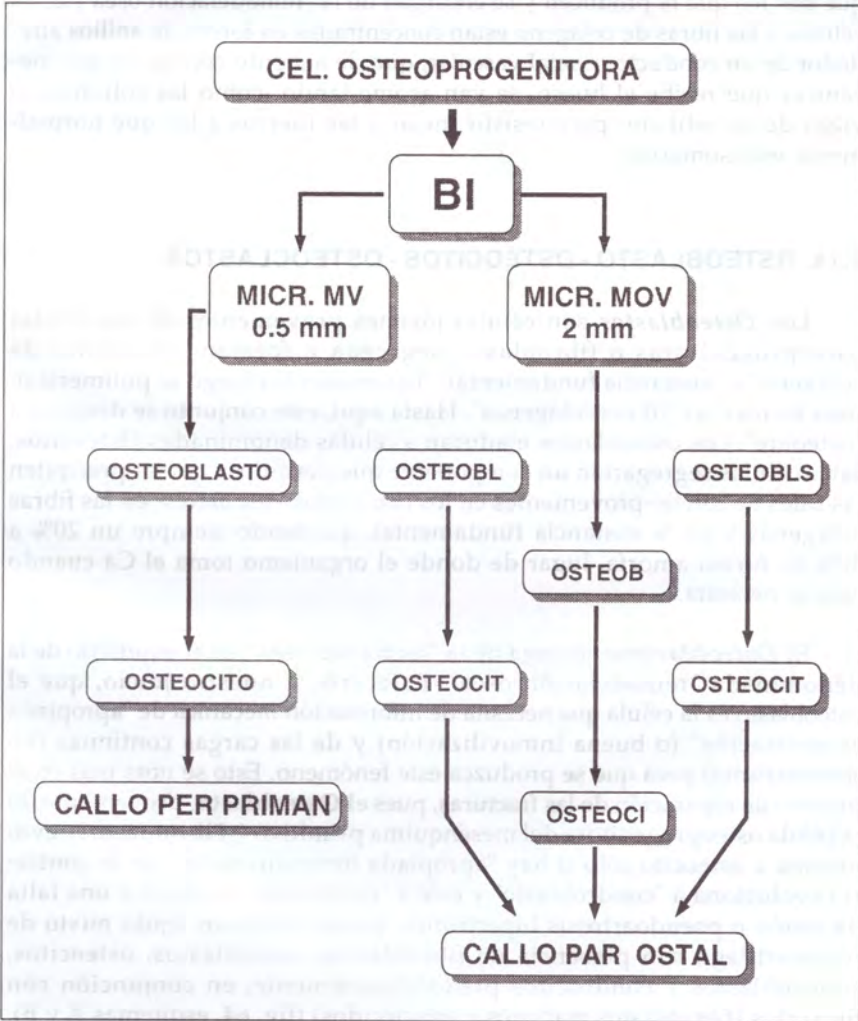 CEL. OSTEOPROGENITORA
BI
MICR. MV
0.5 mm
MICR. MOV
2 mm
OSTEOBLASTO
OSTEOBL
OSTEOBLS
OSTEOB
OSTEOCITO
OSTEOCIT
OSTEOCIT
CALLO PER PRIMAN
OSTEOCI
CALLO PAR OSTAL